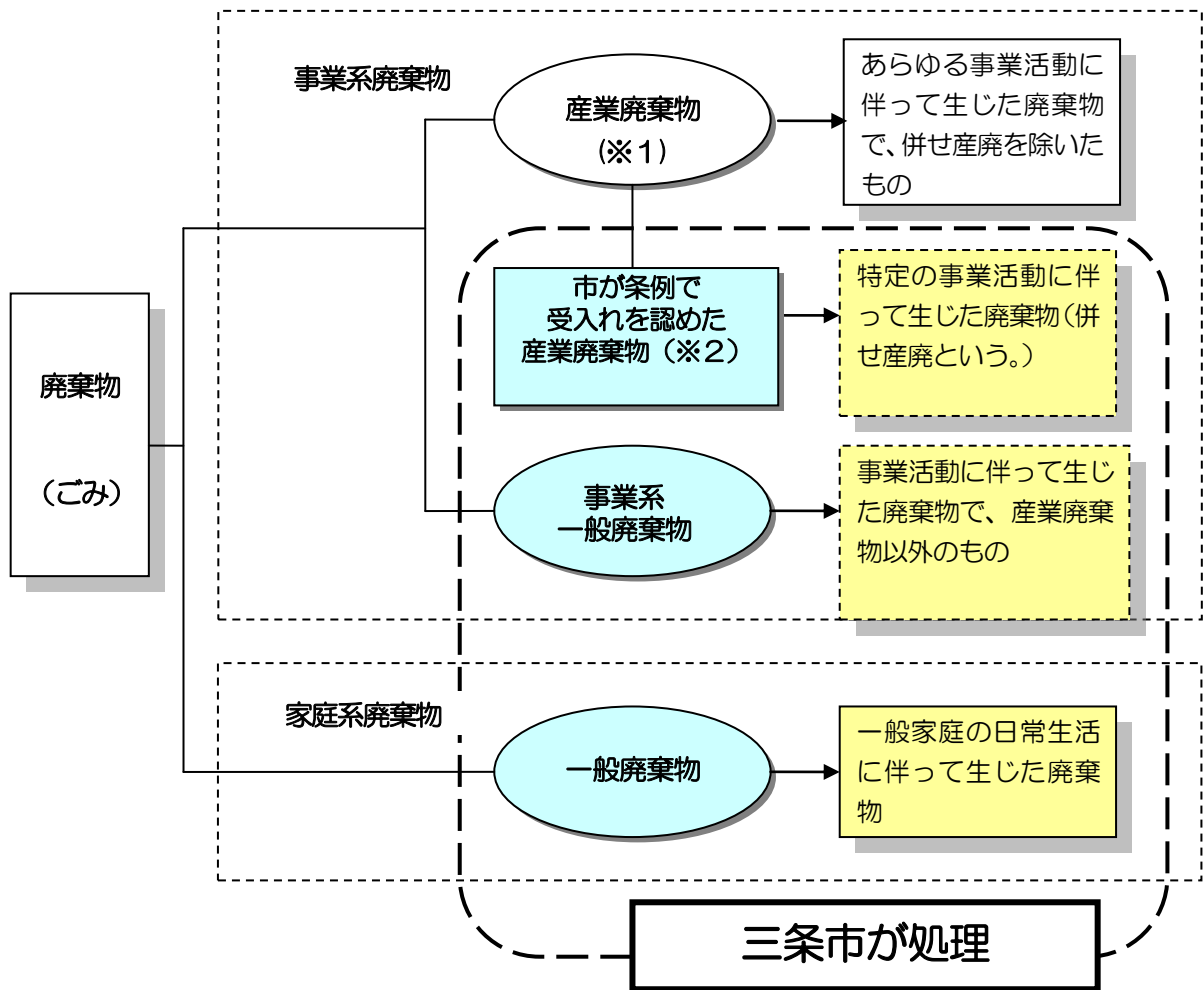 事業系廃棄物
産業廃棄物
(※1)
あらゆる事業活動に
伴って生じた廃棄物
で、併せ産廃を除いた
もの
市が条例で
受入れを認めた
産業廃棄物（※2）
特定の事業活動に伴
って生じた廃棄物（併
せ産廃という。）
廃棄物
（ごみ）
事業系
一般廃棄物
事業活動に伴って生じ
た廃棄物で、産業廃棄
物以外のもの
家庭系廃棄物
一般廃棄物
一般家庭の日常生活
に伴って生じた廃棄
物
三条市が処理